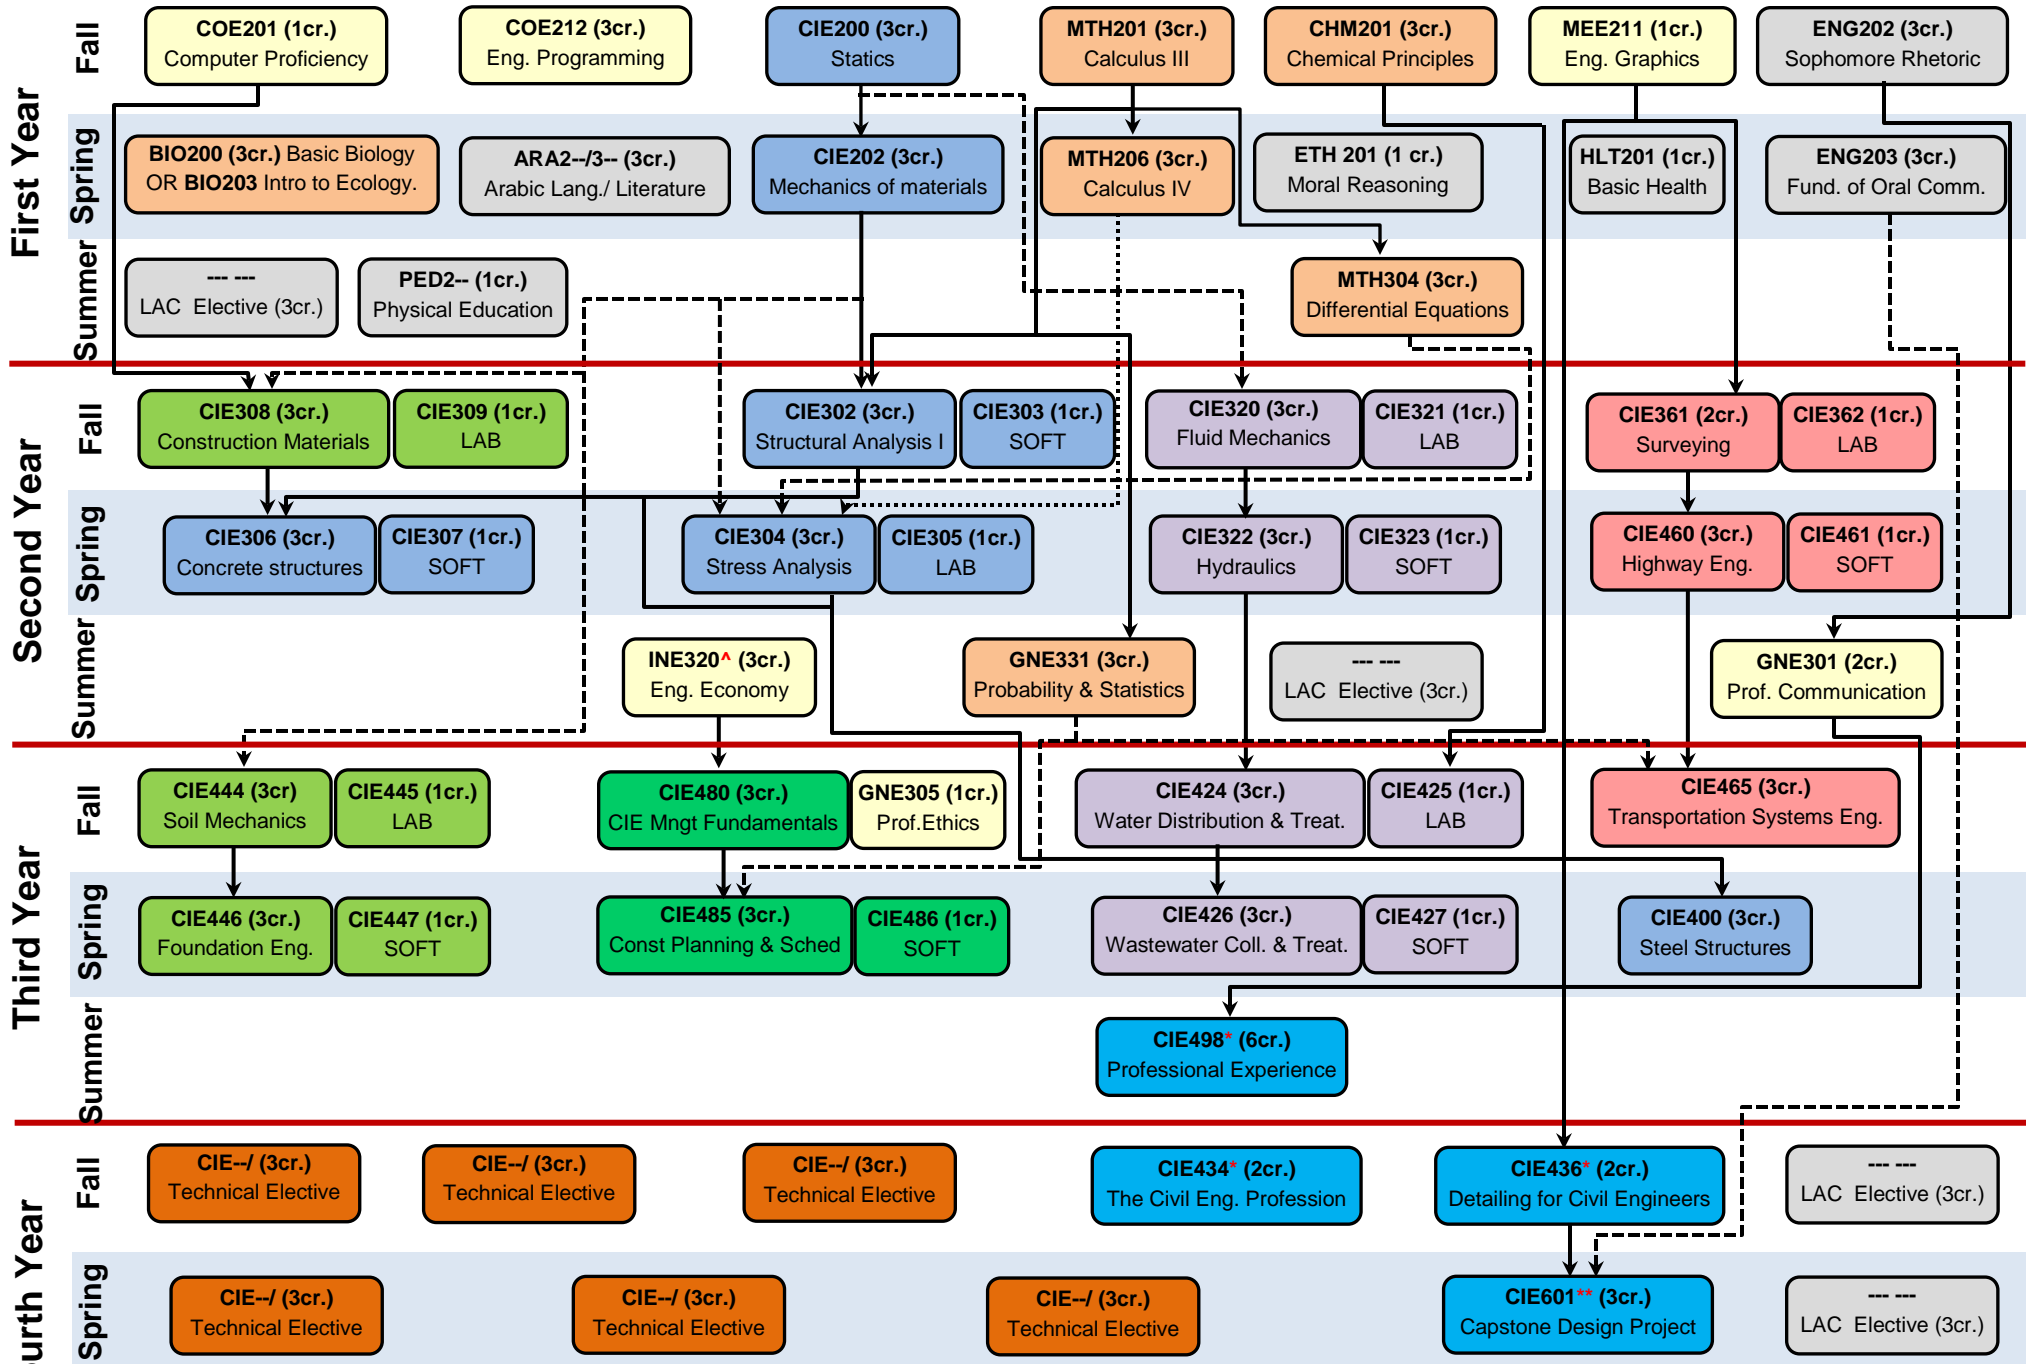 First Year
Fall
COE201 (1cr.)
Computer Proficiency
COE212 (3cr.)
Eng. Programming
CIE200 (3cr.)
Statics
MTH201 (3cr.)
Calculus III
CHM201 (3cr.)
Chemical Principles
MEE211 (1cr.)
Eng. Graphics
ENG202 (3cr.)
Sophomore Rhetoric
Spring
BIO200 (3cr.) Basic Biology
OR BIO203 Intro to Ecology.
ARA2--/3-- (3cr.)
Arabic Lang./ Literature
CIE202 (3cr.)
Mechanics of materials
MTH206 (3cr.)
Calculus IV
ETH 201 (1 cr.)
Moral Reasoning
HLT201 (1cr.)
Basic Health
ENG203 (3cr.)
Fund. of Oral Comm.
Summer
--- ---
LAC Elective (3cr.)
PED2-- (1cr.)
Physical Education
MTH304 (3cr.)
Differential Equations
Second Year
Fall
CIE308 (3cr.)
Construction Materials
CIE309 (1cr.)
LAB
CIE302 (3cr.)
Structural Analysis I
CIE303 (1cr.)
SOFT
CIE320 (3cr.)
Fluid Mechanics
CIE321 (1cr.)
LAB
CIE361 (2cr.)
Surveying
CIE362 (1cr.)
LAB
Spring
CIE306 (3cr.)
Concrete structures
CIE307 (1cr.)
SOFT
CIE304 (3cr.)
Stress Analysis
CIE305 (1cr.)
LAB
CIE322 (3cr.)
Hydraulics
CIE323 (1cr.)
SOFT
CIE460 (3cr.)
Highway Eng.
CIE461 (1cr.)
SOFT
Summer
INE320^ (3cr.)
Eng. Economy
GNE331 (3cr.)
Probability & Statistics
--- ---
LAC Elective (3cr.)
GNE301 (2cr.)
Prof. Communication
Third Year
Fall
CIE444 (3cr)
Soil Mechanics
CIE445 (1cr.)
LAB
CIE480 (3cr.)
CIE Mngt Fundamentals
GNE305 (1cr.)
Prof.Ethics
CIE424 (3cr.)
Water Distribution & Treat.
CIE425 (1cr.)
LAB
CIE465 (3cr.)
Transportation Systems Eng.
Spring
CIE446 (3cr.)
Foundation Eng.
CIE447 (1cr.)
SOFT
CIE485 (3cr.)
Const Planning & Sched
CIE486 (1cr.)
SOFT
CIE426 (3cr.)
Wastewater Coll. & Treat.
CIE427 (1cr.)
SOFT
CIE400 (3cr.)
Steel Structures
Summer
CIE498* (6cr.)
Professional Experience
urth Year
Fall
CIE--/ (3cr.)
Technical Elective
CIE--/ (3cr.)
Technical Elective
CIE--/ (3cr.)
Technical Elective
CIE434* (2cr.)
The Civil Eng. Profession
CIE436* (2cr.)
Detailing for Civil Engineers
--- ---
LAC Elective (3cr.)
Spring
CIE--/ (3cr.)
Technical Elective
CIE--/ (3cr.)
Technical Elective
CIE--/ (3cr.)
Technical Elective
CIE601** (3cr.)
Capstone Design Project
--- ---
LAC Elective (3cr.)